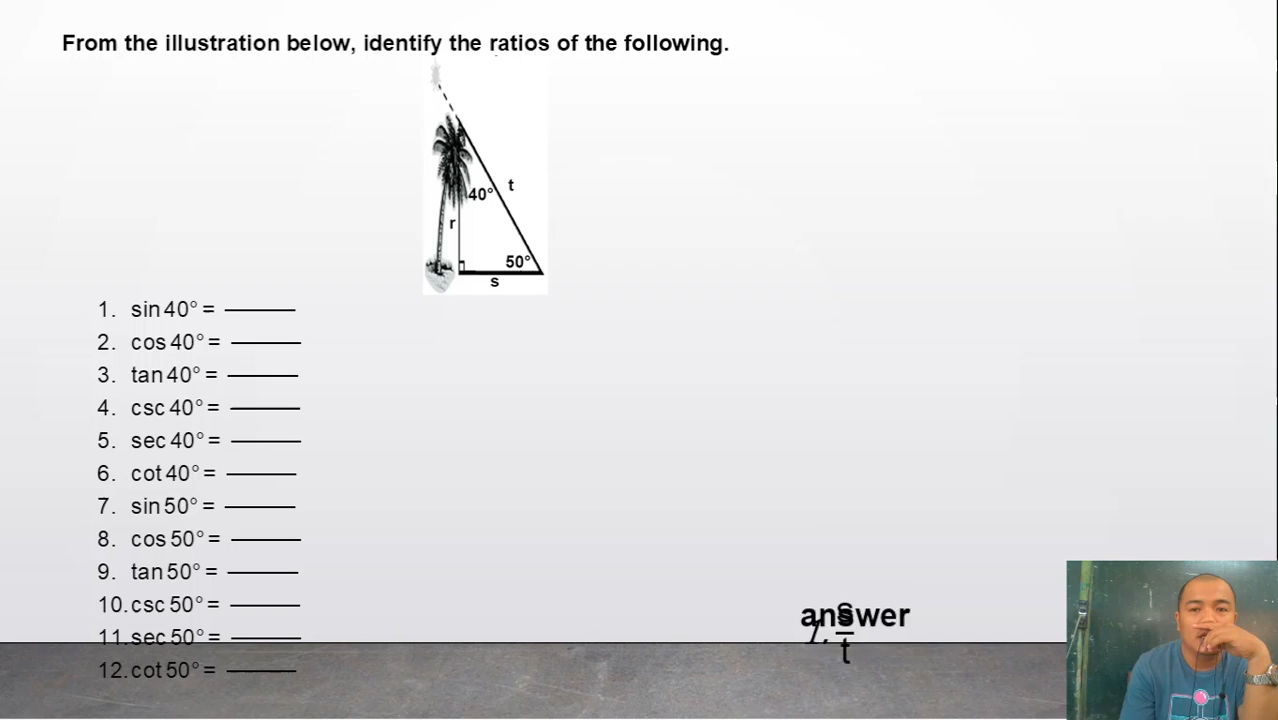 From the illustration below, identify the ratios of the following.
40°
t
r
50°
s
1. sin 40° =
2. cos 40° =
3. tan 40° =
4. csc 40° =
5. sec 40° =
6. cot 40° =
7. sin 50° =
8. cos 50° =
9. tan 50° =
10. csc 50° =
11. sec 50° =
12. cot 50° =
answer
s
t